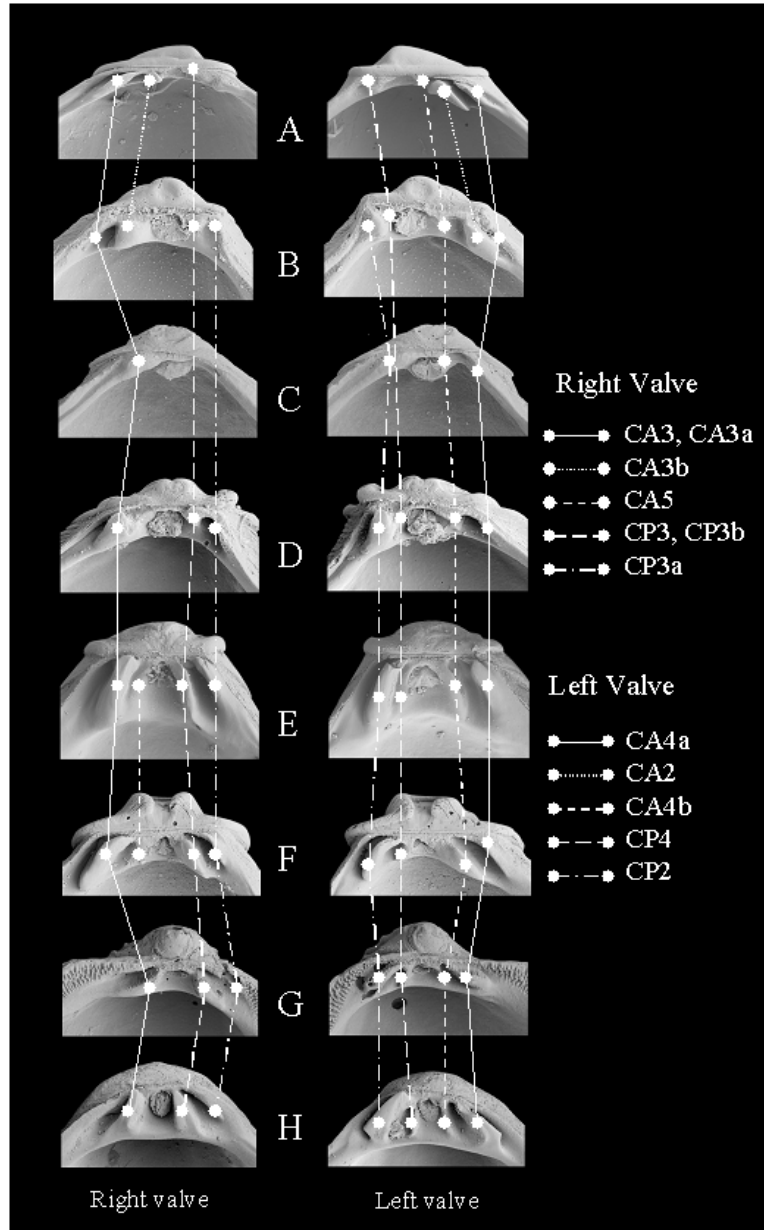 A
B
C
D
E
F
G
H
Right valve
Left valve
Right Valve
CA3, CA3a
CA3b
CA5
CP3, CP3b
CP3a
Left Valve
CA4a
CA2
CA4b
CP4
CP2